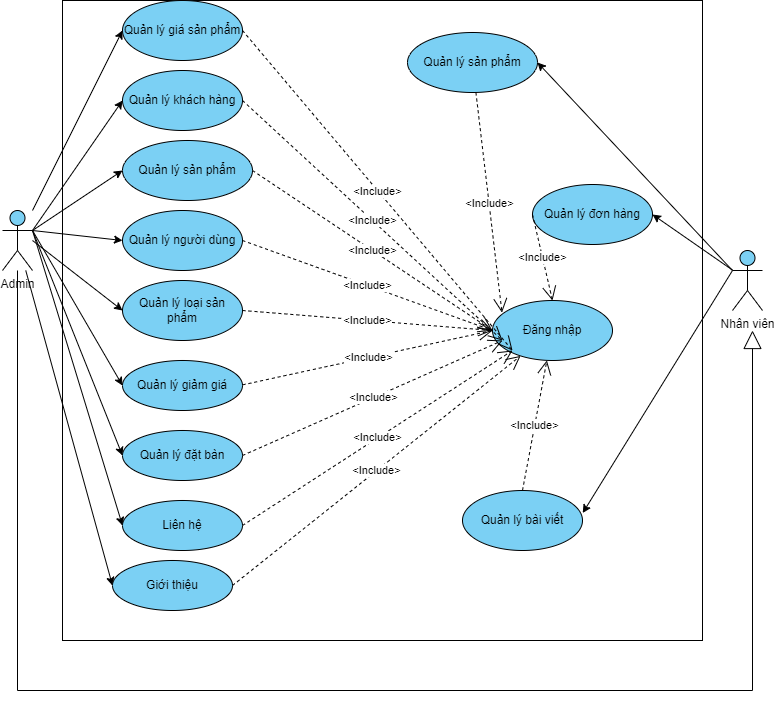 Quản lý giá sản phẩm
Quản lý khách hàng
Quản lý sản phẩm
Quản lý người dùng
Quản lý loại sản
phẩm
Quản lý giảm giá
Quản lý đặt bàn
Liên hệ
Giới thiệu
Admin
<Include>
<Include>
<Include>
<Include>
<Include>
<Include>
<Include>
<Include>
<Include>
Quản lý sản phẩm
<Include>
Quản lý đơn hàng
<Include>
Đăng nhập
<Include>
Quản lý bài viết
Nhân viên